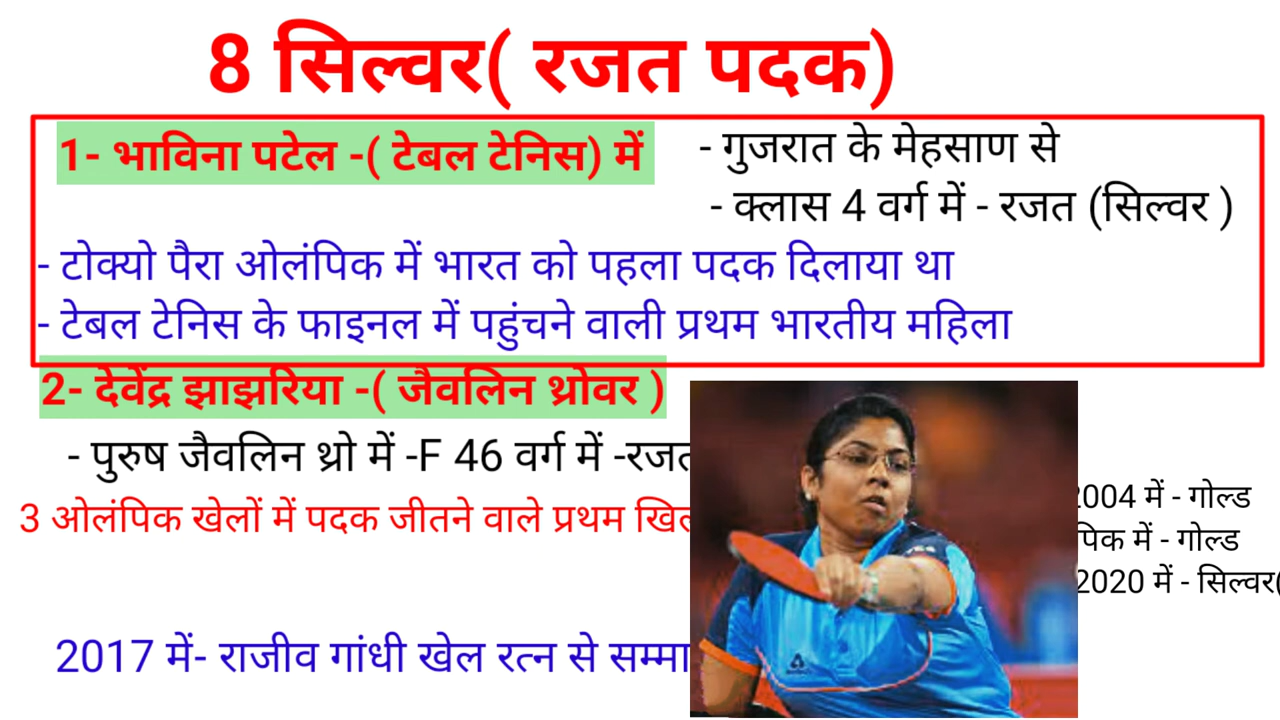 8 सिल्वर( रजत पदक)
1- भाविना पटेल -( टेबल टेनिस) में
- गुजरात के मेहसाण से
- क्लास 4 वर्ग में - रजत (सिल्वर )
- टोक्यो पैरा ओलंपिक में भारत को पहला पदक दिलाया था
- टेबल टेनिस के फाइनल में पहुंचने वाली प्रथम भारतीय महिला
2- देवेंद्र झाझरिया -( जैवलिन थ्रोवर )
- पुरुष जैवलिन थ्रो में -F 46 वर्ग में -रजत
3 ओलंपिक खेलों में पदक जीतने वाले प्रथम
2004 में - गोल्ड
पिक में - गोल्ड
2020 में - सिल्वर(
2017 में- राजीव गांधी खेल रत्न से सम्मा